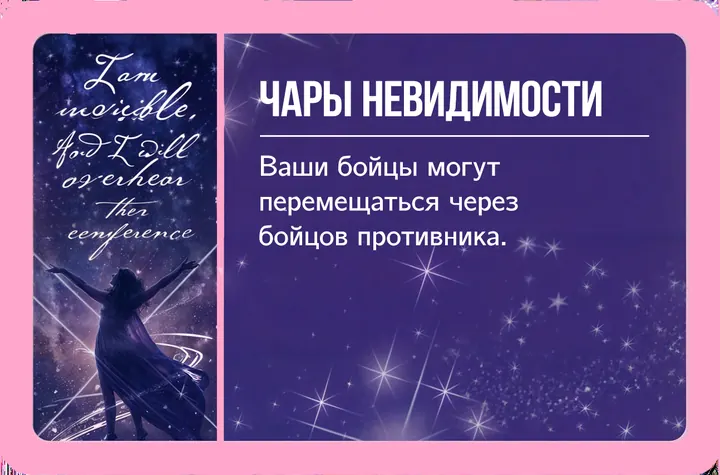 I am
invisible.
And I will
overhear
their
conference
ЧАРЫ НЕВИДИМОСТИ
Ваши бойцы могут
перемещаться через
бойцов противника.